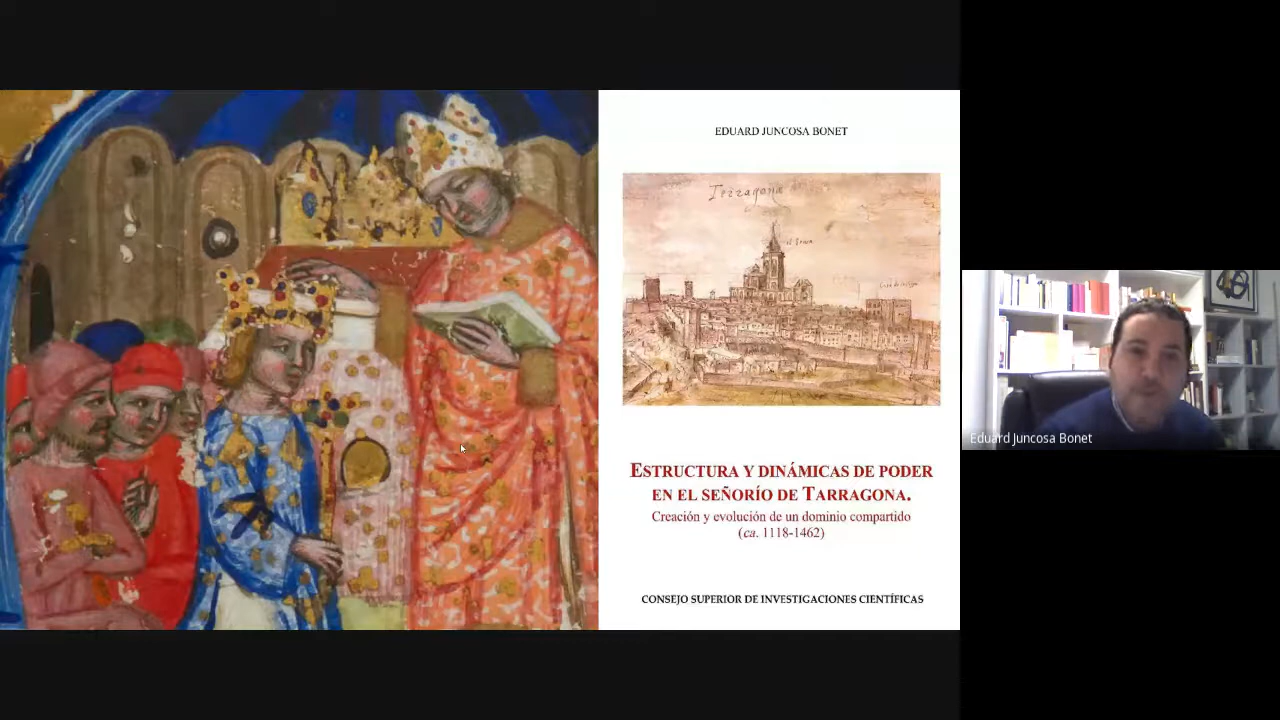 EDUARD JUNCOSA BONET
ESTRUCTURA Y DINÁMICAS DE PODER
EN EL SEÑORÍO DE TARRAGONA.
Creación y evolución de un dominio compartido
(ca. 1118-1462)
CONSEJO SUPERIOR DE INVESTIGACIONES CIENTÍFICAS
Eduard Juncosa Bonet